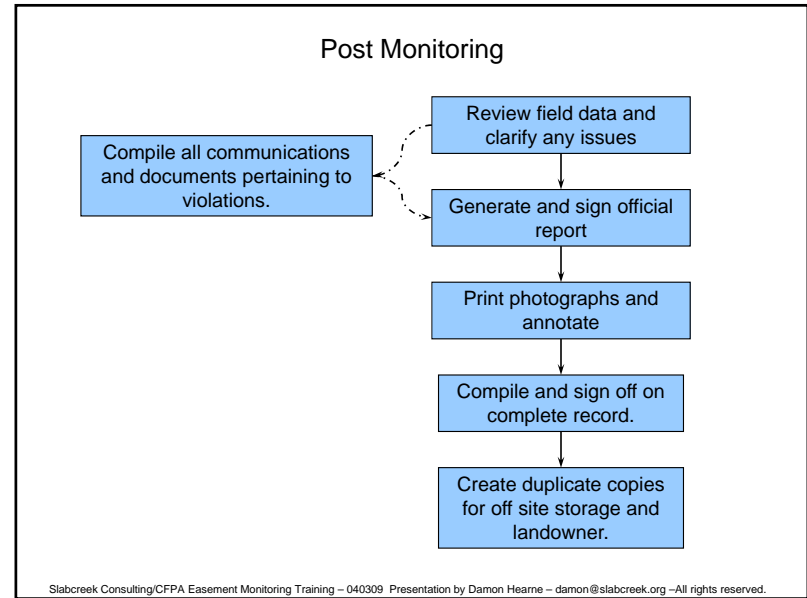 Post Monitoring
Review field data and
clarify any issues
Compile all communications
and documents pertaining to
violations.
Generate and sign official
report
Print photographs and
annotate
Compile and sign off on
complete record.
Create duplicate copies
for off site storage and
landowner.
Slabcreek Consulting/CFPA Easement Monitoring Training – 040309 Presentation by Damon Hearne – damon@slabcreek.org –All rights reserved.